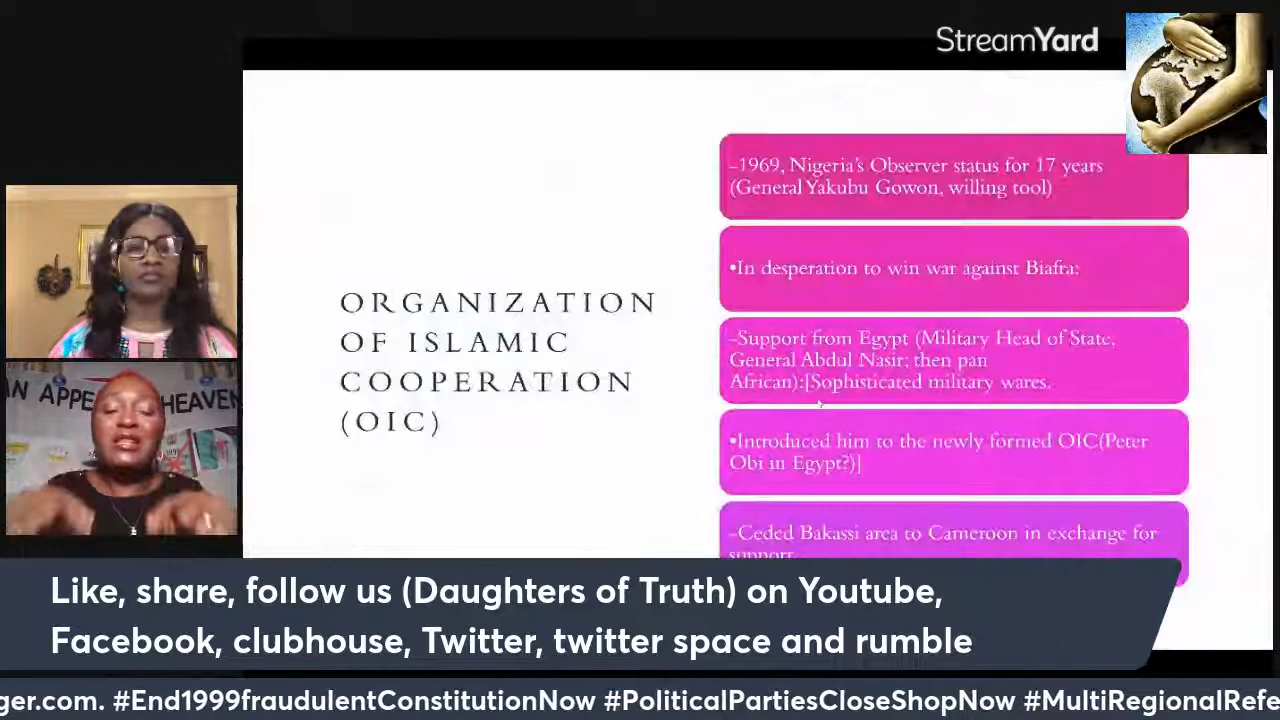 StreamYard
-1969, Nigeria's Observer status for 17 years
(General Yakubu Gowon, willing tool)
•In desperation to win war against Biafra:
-Support from Egypt (Military Head of State,
General Abdul Nasir; then pan
African):[Sophisticated military wares.
•Introduced him to the newly formed OIC(Peter
Obi in Egypt?)]
-Ceded Bakassi area to Cameroon in exchange for
support
ORGANIZATION
OF ISLAMIC
COOPERATION
(OIC)
AN APPE HEAVEN
Like, share, follow us (Daughters of Truth) on Youtube,
Facebook, clubhouse, Twitter, twitter space and rumble
ger.com. #End1999fraudulentConstitutionNow #PoliticalPartiesCloseShopNow #MultiRegionalRefe